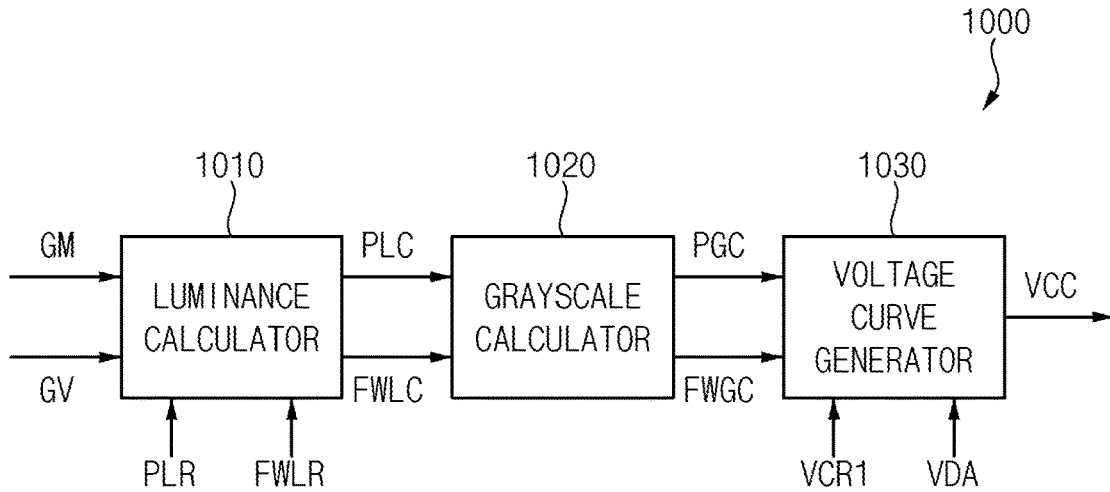 1000
1010
1020
1030
GM
PLC
PGC
LUMINANCE
CALCULATOR
GRAYSCALE
CALCULATOR
VOLTAGE
CURVE
GENERATOR
VCC
GV
FWLC
FWGC
PLR
FWLR
VCR1
VDA